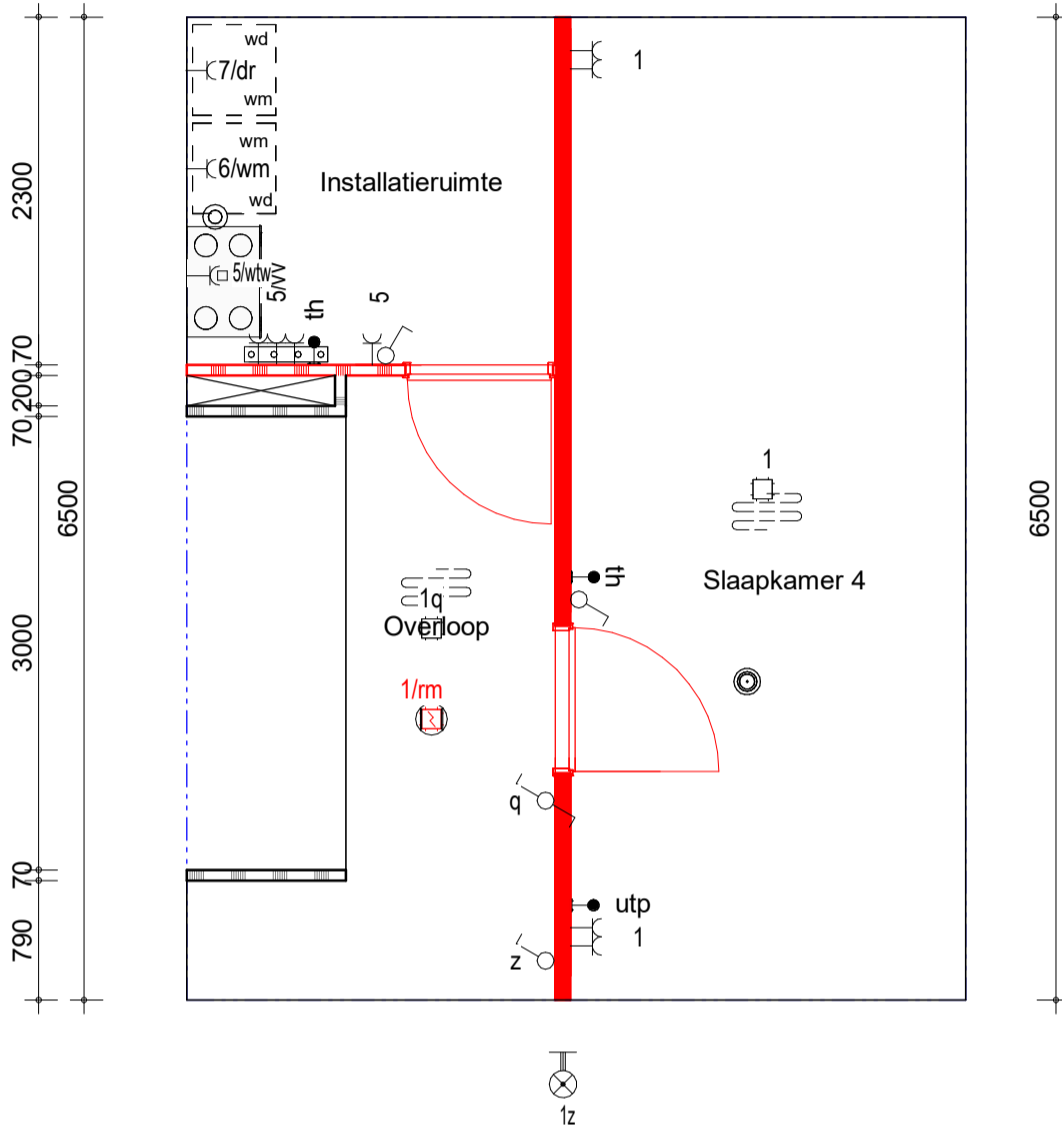 wd
7/dr
wm
wm
6/wm
wd
1
Installatieruimte
5/wtw
5/VV
th
5
2300
70
200
70
6500
3000
70
790
6500
1
th
Slaapkamer 4
1q
Overloop
1/rm
q
utp
1
z
1z